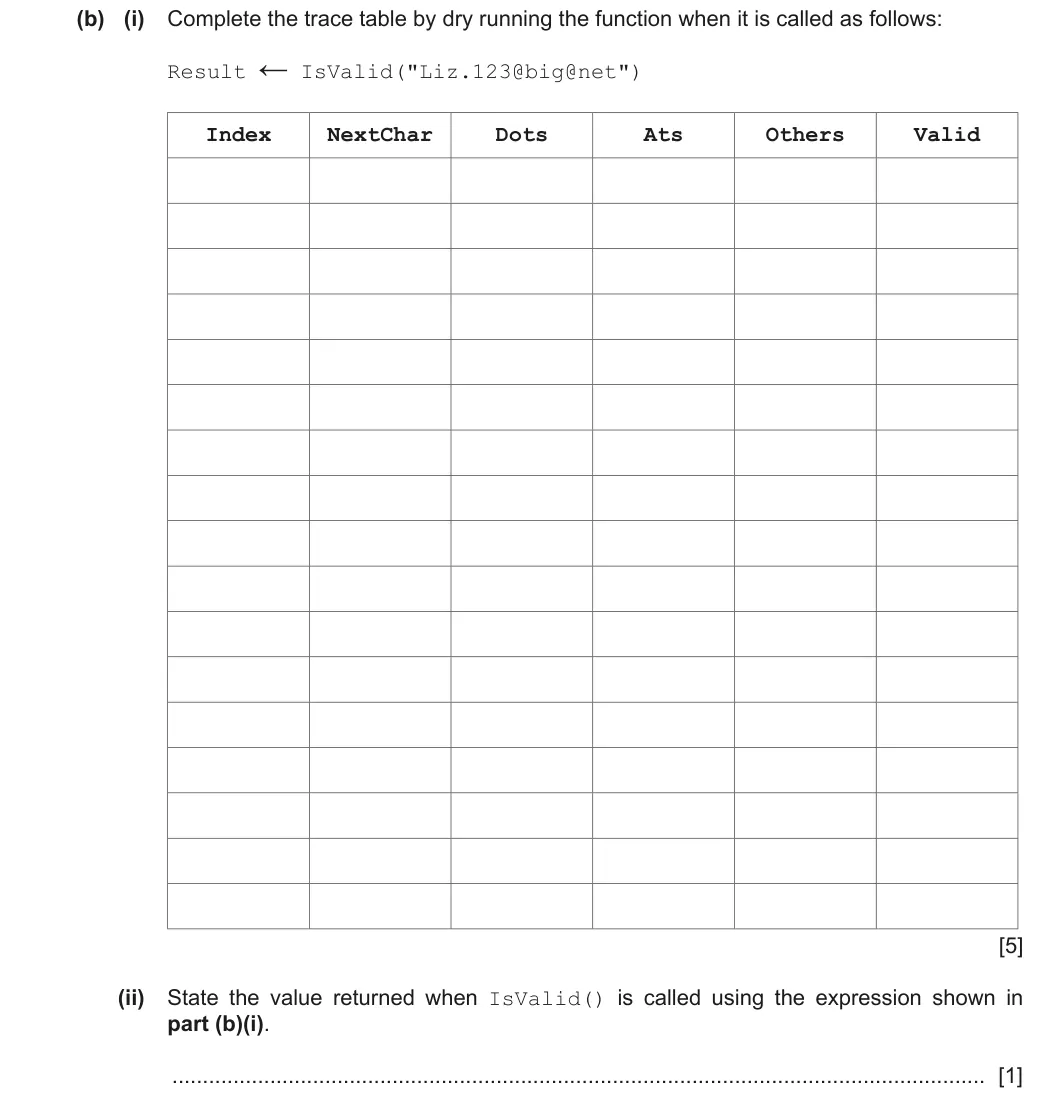 (b) (i) Complete the trace table by dry running the function when it is called as follows:
Result ← IsValid("Liz.123@big@net")
Index NextChar Dots Ats Others Valid
[5]
(ii) State the value returned when IsValid() is called using the expression shown in
part (b)(i).
[1]